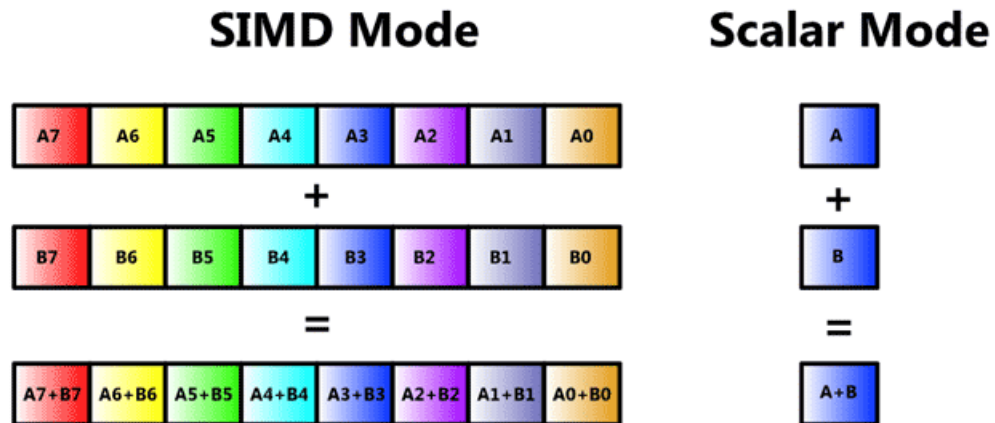 SIMD Mode Scalar Mode
A7 A6 A5 A4 A3 A2 A1 A0 A
+ +
B7 B6 B5 B4 B3 B2 B1 B0 B
= =
A7+B7 A6+B6 A5+B5 A4+B4 A3+B3 A2+B2 A1+B1 A0+B0 A+B